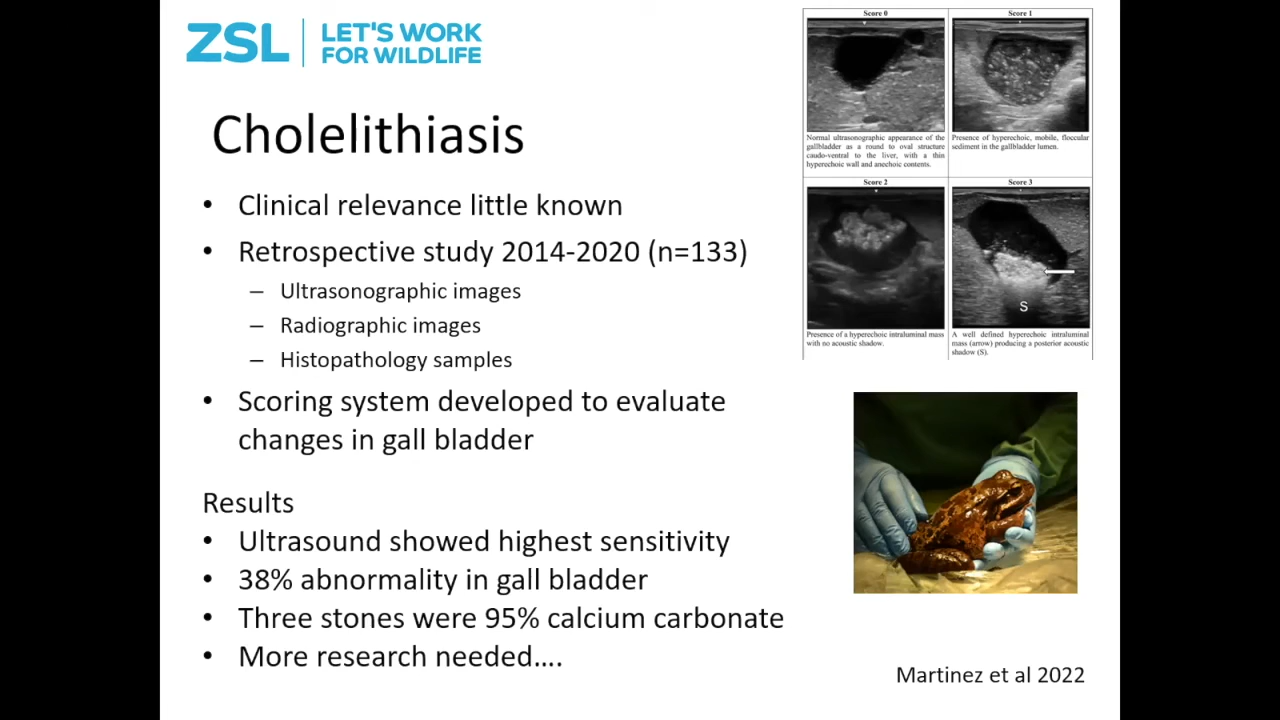 ZSL
LET'S WORK
FOR WILDLIFE
Cholelithiasis
• Clinical relevance little known
• Retrospective study 2014-2020 (n=133)
– Ultrasonographic images
– Radiographic images
– Histopathology samples
• Scoring system developed to evaluate
changes in gall bladder
Results
• Ultrasound showed highest sensitivity
• 38% abnormality in gall bladder
• Three stones were 95% calcium carbonate
• More research needed….
Score 0
Normal ultrasonographic appearance of the
gallbladder as a round to oval structure
caudo-ventral to the liver, with a thin
hyperechoic wall and anechoic contents.
Score 1
Presence of hyperechoic, mobile, floccular
sediment in the gallbladder lumen.
Score 2
Presence of a hyperechoic intraluminal mass
with no acoustic shadow.
Score 3
S
A well defined hyperechoic intraluminal
mass (arrow) producing a posterior acoustic
shadow (S).
Martinez et al 2022